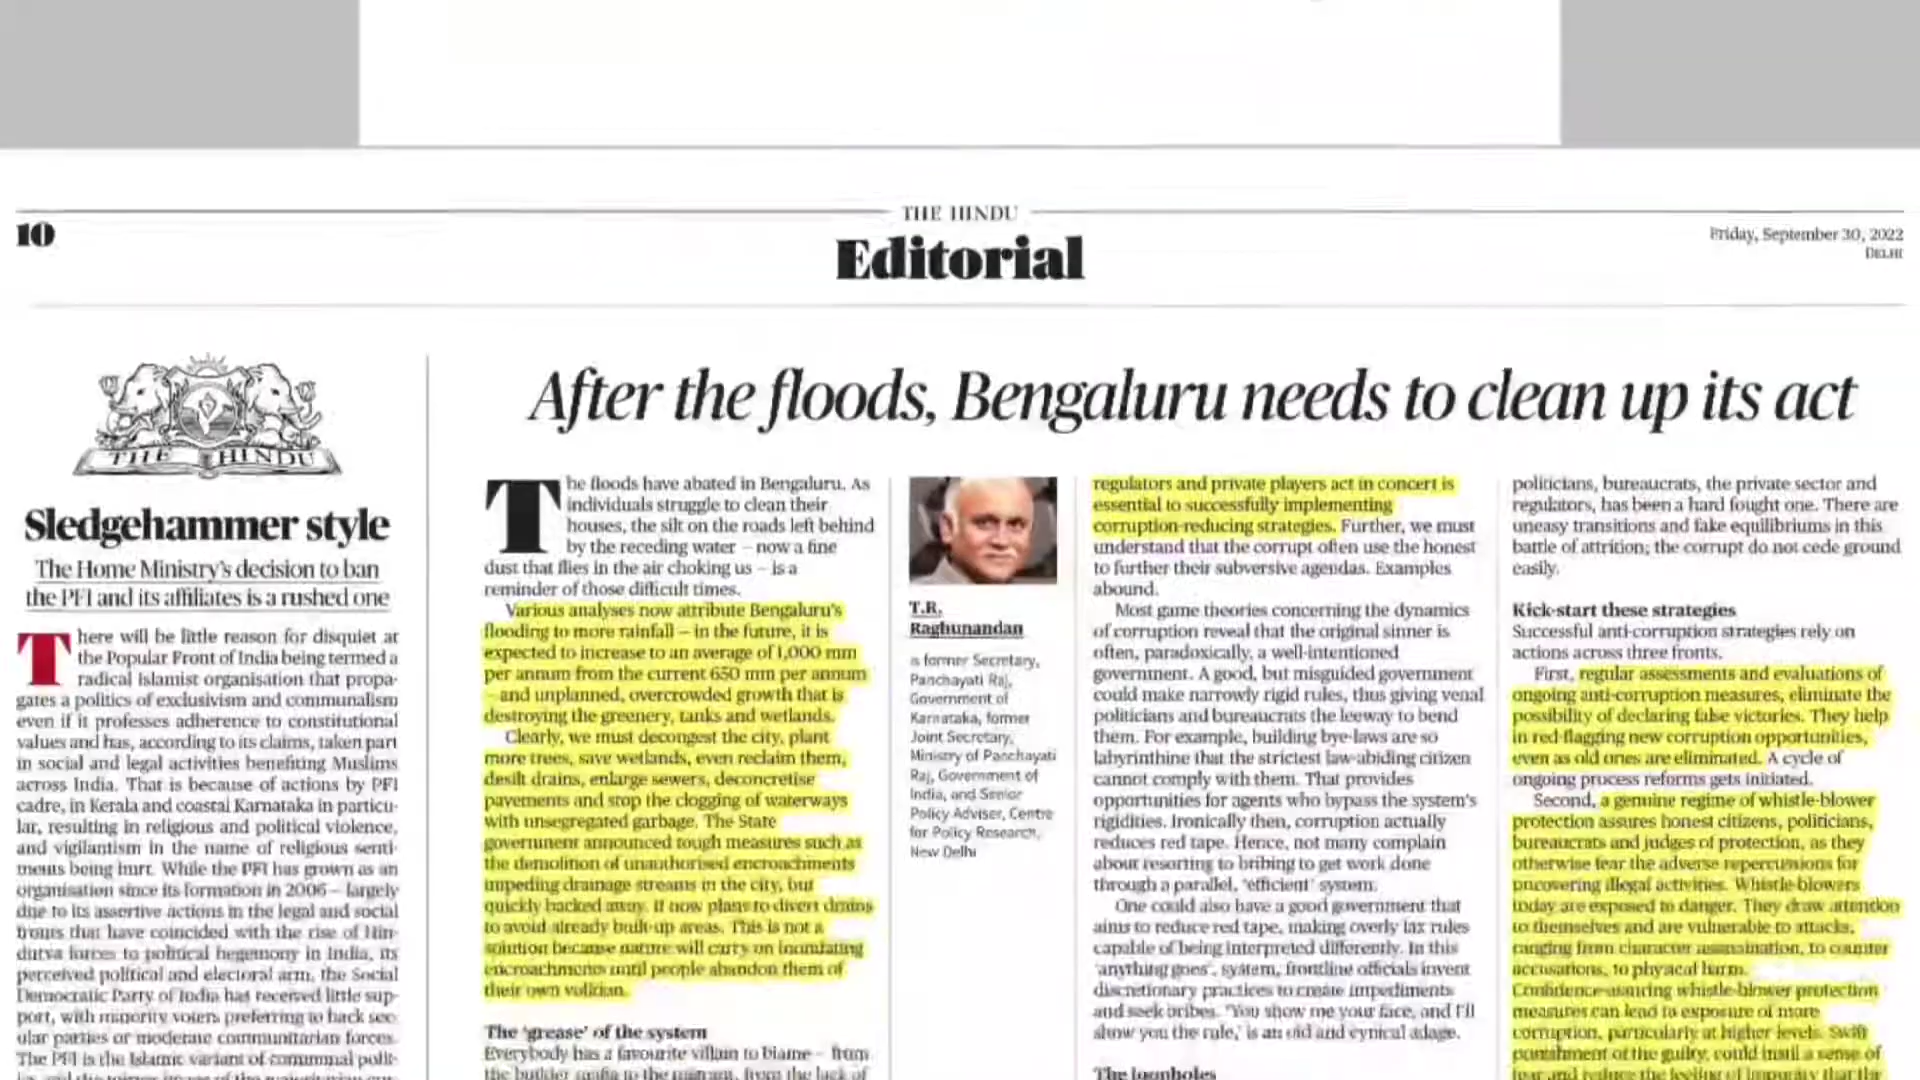 10
THE HINDU
Editorial
Friday, September 30, 2022
DELHI
THE HINDU
Sledgehammer style
The Home Ministry's decision to ban
the PFI and its affiliates is a rushed one
There will be little reason for disquiet at
the Popular Front of India being termed a
radical Islamist organisation that propa-
gates a politics of exclusivism and communalism
even if it professes adherence to constitutional
values and has, according to its claims, taken part
in social and legal activities benefiting Muslims
across India. That is because of actions by PFI
cadre, in Kerala and coastal Karnataka in particu-
lar, resulting in religious and political violence,
and vigilantism in the name of religious senti-
ments being hurt. While the PFI has grown as an
organisation since its formation in 2006 – largely
due to its assertive actions in the legal and social
fronts that have coincided with the rise of Hin-
dutva forces to political hegemony in India, its
perceived political and electoral arm, the Social
Democratic Party of India has received little sup-
port, with minority voters preferring to back sec-
ular parties or moderate communitarian forces.
The PFI is the Islamic variant of communal polit-
After the floods, Bengaluru needs to clean up its act
The floods have abated in Bengaluru. As
individuals struggle to clean their
houses, the silt on the roads left behind
by the receding water – now a fine
dust that flies in the air choking us – is a
reminder of those difficult times.
Various analyses now attribute Bengaluru's
flooding to more rainfall – in the future, it is
expected to increase to an average of 1,000 mm
per annum from the current 650 mm per annum
– and unplanned, overcrowded growth that is
destroying the greenery, tanks and wetlands.
Clearly, we must decongest the city, plant
more trees, save wetlands, even reclaim them,
desilt drains, enlarge sewers, deconcretise
pavements and stop the clogging of waterways
with unsegregated garbage. The State
government announced tough measures such as
the demolition of unauthorised encroachments
impeding drainage streams in the city, but
quickly backed away. It now plans to divert drains
to avoid already built-up areas. This is not a
solution because nature will carry on inundating
encroachments until people abandon them of
their own volition.
The 'grease' of the system
Everybody has a favourite villain to blame – from
the builder mafia to the migrant, from the lack of
T.R.
Raghunandan
is former Secretary,
Panchayati Raj,
Government of
Karnataka, former
Joint Secretary,
Ministry of Panchayati
Raj, Government of
India, and Senior
Policy Adviser, Centre
for Policy Research,
New Delhi
regulators and private players act in concert is
essential to successfully implementing
corruption-reducing strategies. Further, we must
understand that the corrupt often use the honest
to further their subversive agendas. Examples
abound.
Most game theories concerning the dynamics
of corruption reveal that the original sinner is
often, paradoxically, a well-intentioned
government. A good, but misguided government
could make narrowly rigid rules, thus giving venal
politicians and bureaucrats the leeway to bend
them. For example, building bye-laws are so
labyrinthine that the strictest law-abiding citizen
cannot comply with them. That provides
opportunities for agents who bypass the system's
rigidities. Ironically then, corruption actually
reduces red tape. Hence, not many complain
about resorting to bribing to get work done
through a parallel, 'efficient' system.
One could also have a good government that
aims to reduce red tape, making overly lax rules
capable of being interpreted differently. In this
'anything goes', system, frontline officials invent
discretionary practices to create impediments
and seek bribes. 'You show me your face, and I'll
show you the rule,' is an old and cynical adage.
The loopholes
politicians, bureaucrats, the private sector and
regulators, has been a hard fought one. There are
uneasy transitions and fake equilibriums in this
battle of attrition; the corrupt do not cede ground
easily.
Kick-start these strategies
Successful anti-corruption strategies rely on
actions across three fronts.
First, regular assessments and evaluations of
ongoing anti-corruption measures, eliminate the
possibility of declaring false victories. They help
in red-flagging new corruption opportunities,
even as old ones are eliminated. A cycle of
ongoing process reforms gets initiated.
Second, a genuine regime of whistle-blower
protection assures honest citizens, politicians,
bureaucrats and judges of protection, as they
otherwise fear the adverse repercussions for
uncovering illegal activities. Whistle-blowers
today are exposed to danger. They draw attention
to themselves and are vulnerable to attacks,
ranging from character assassination, to counter
accusations, to physical harm.
Confidence-assuring whistle-blower protection
measures can lead to exposure of more
corruption, particularly at higher levels. Swift
punishment of the guilty, could instil a sense of
fear and reduce the feeling of impunity that the